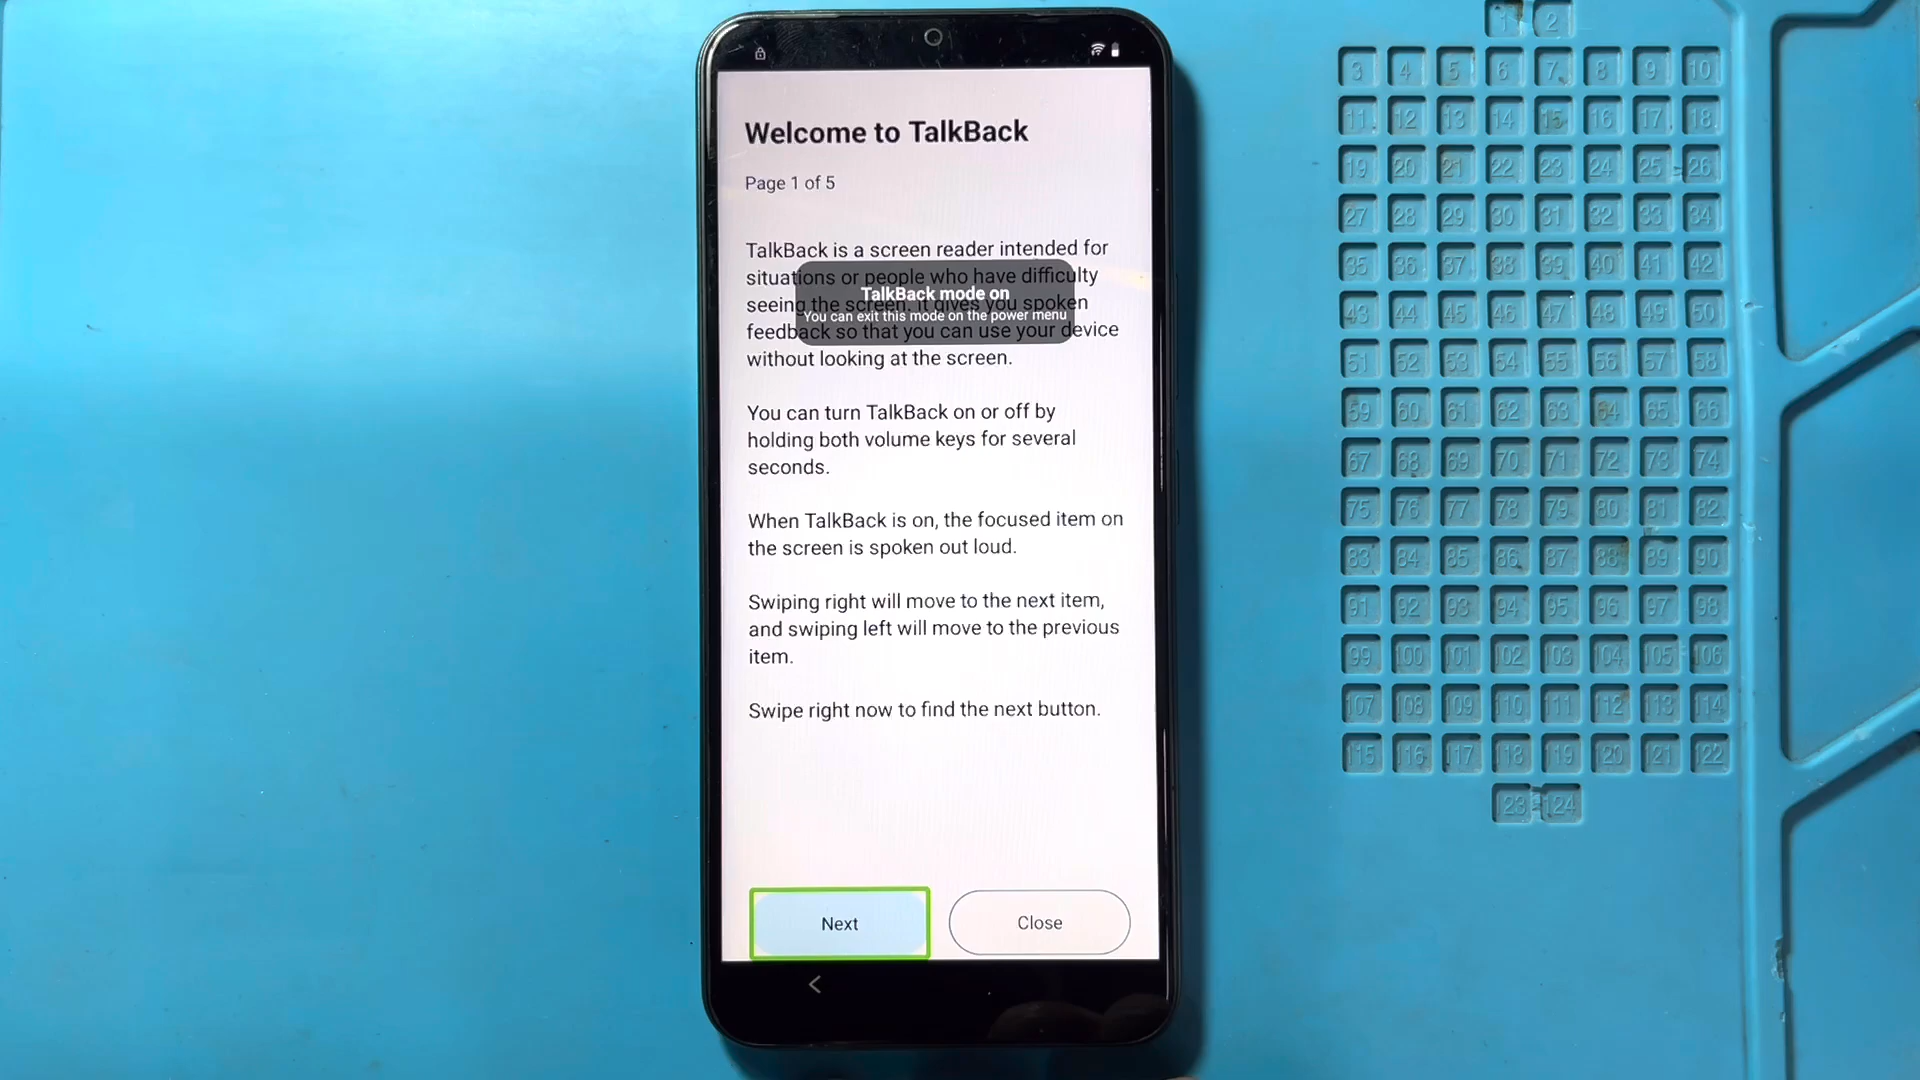 Welcome to TalkBack
Page 1 of 5
TalkBack is a screen reader intended for
situations or people who have difficulty
seeing the screen. It gives you spoken
feedback so that you can use your device
without looking at the screen.
TalkBack mode on
You can exit this mode on the power menu
You can turn TalkBack on or off by
holding both volume keys for several
seconds.
When TalkBack is on, the focused item on
the screen is spoken out loud.
Swiping right will move to the next item,
and swiping left will move to the previous
item.
Swipe right now to find the next button.
Next Close
1 2
3 4 5 6 7 8 9 10
11 12 13 14 15 16 17 18
19 20 21 22 23 24 25 26
27 28 29 30 31 32 33 34
35 36 37 38 39 40 41 42
43 44 45 46 47 48 49 50
51 52 53 54 55 56 57 58
59 60 61 62 63 64 65 66
67 68 69 70 71 72 73 74
75 76 77 78 79 80 81 82
83 84 85 86 87 88 89 90
91 92 93 94 95 96 97 98
99 100 101 102 103 104 105 106
107 108 109 110 111 112 113 114
115 116 117 118 119 120 121 122
123 124